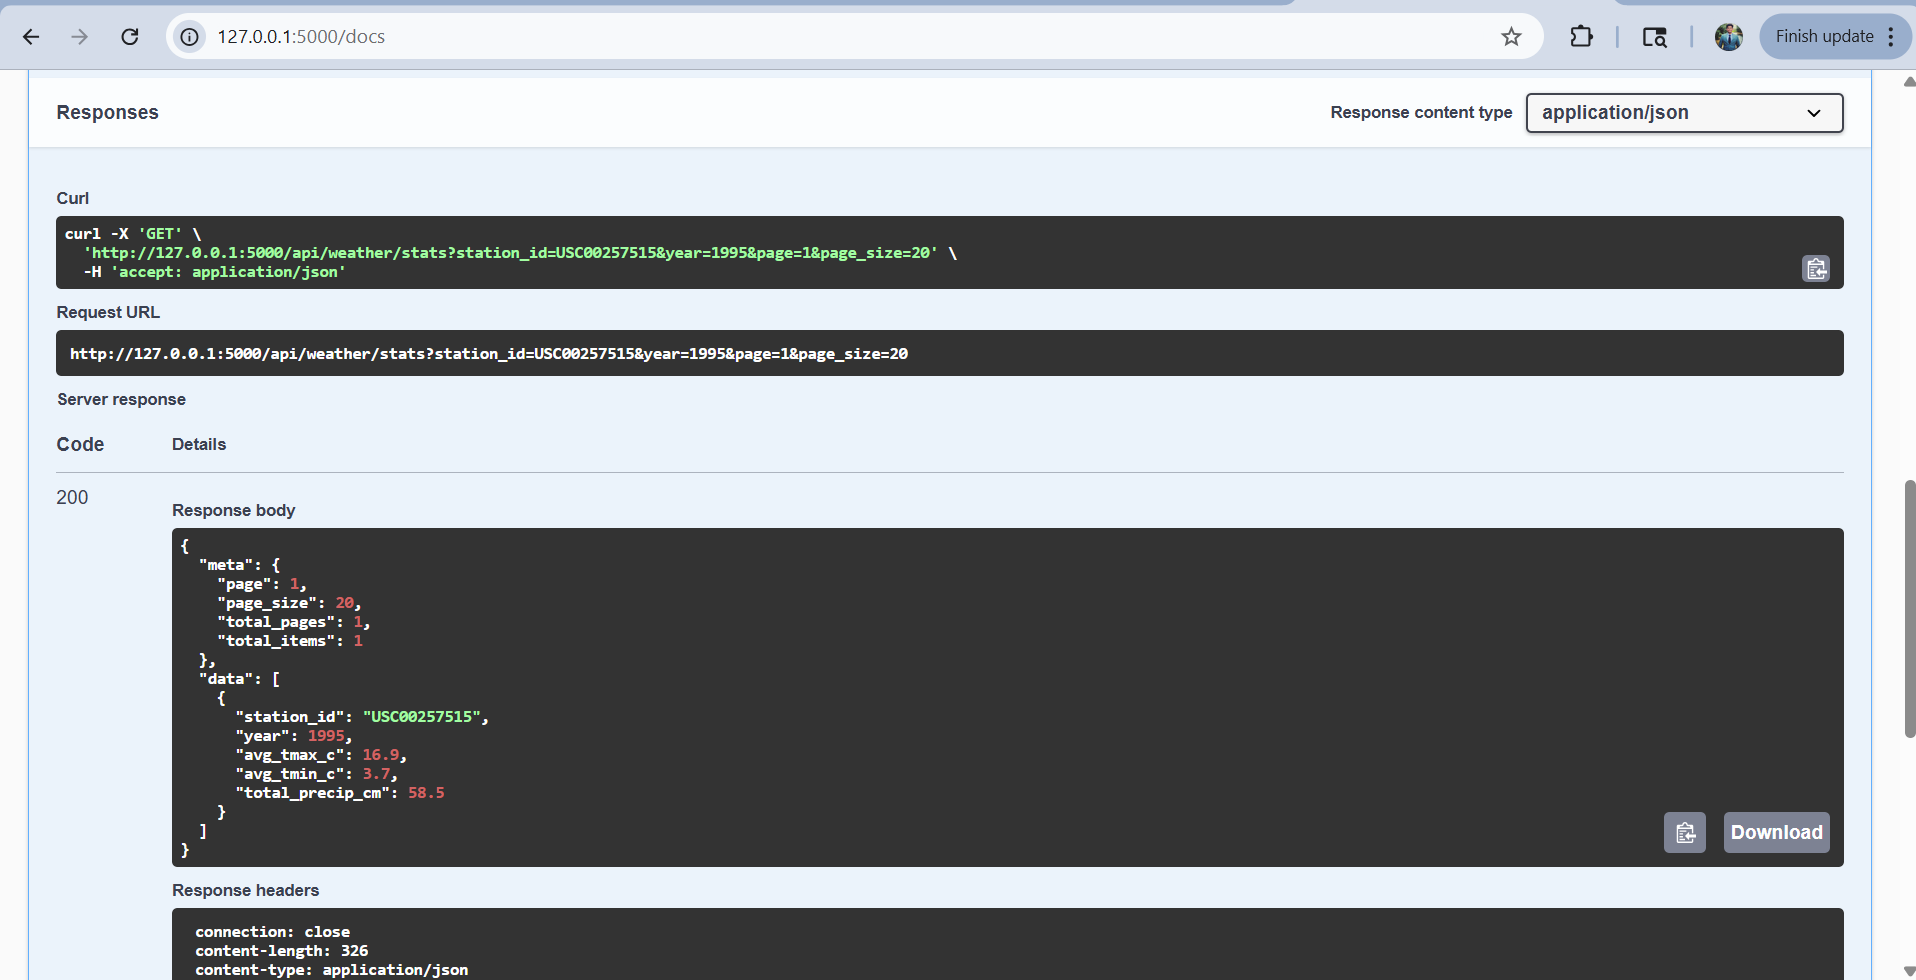 127.0.0.1:5000/docs
Finish update
Responses
Response content type
application/json
Curl
curl -X 'GET' \
  'http://127.0.0.1:5000/api/weather/stats?station_id=USC00257515&year=1995&page=1&page_size=20' \
  -H 'accept: application/json'
Request URL
http://127.0.0.1:5000/api/weather/stats?station_id=USC00257515&year=1995&page=1&page_size=20
Server response
Code Details
200
Response body
{
  "meta": {
    "page": 1,
    "page_size": 20,
    "total_pages": 1,
    "total_items": 1
  },
  "data": [
    {
      "station_id": "USC00257515",
      "year": 1995,
      "avg_tmax_c": 16.9,
      "avg_tmin_c": 3.7,
      "total_precip_cm": 58.5
    }
  ]
}
Download
Response headers
connection: close
content-length: 326
content-type: application/json